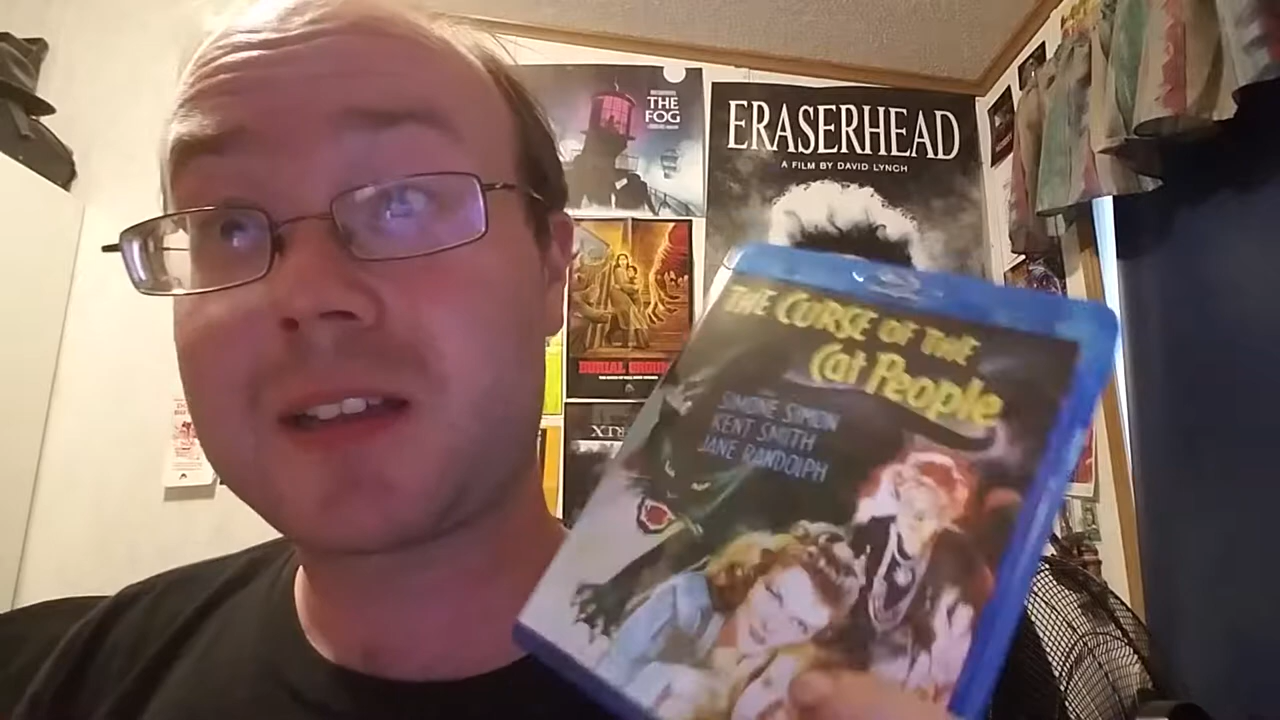 THE
FOG
ERASERHEAD
A FILM BY DAVID LYNCH
BURIAL GROUN
THE CURSE OF THE
Cat People
SIMONE SIMON
KENT SMITH
JANE RANDOLPH